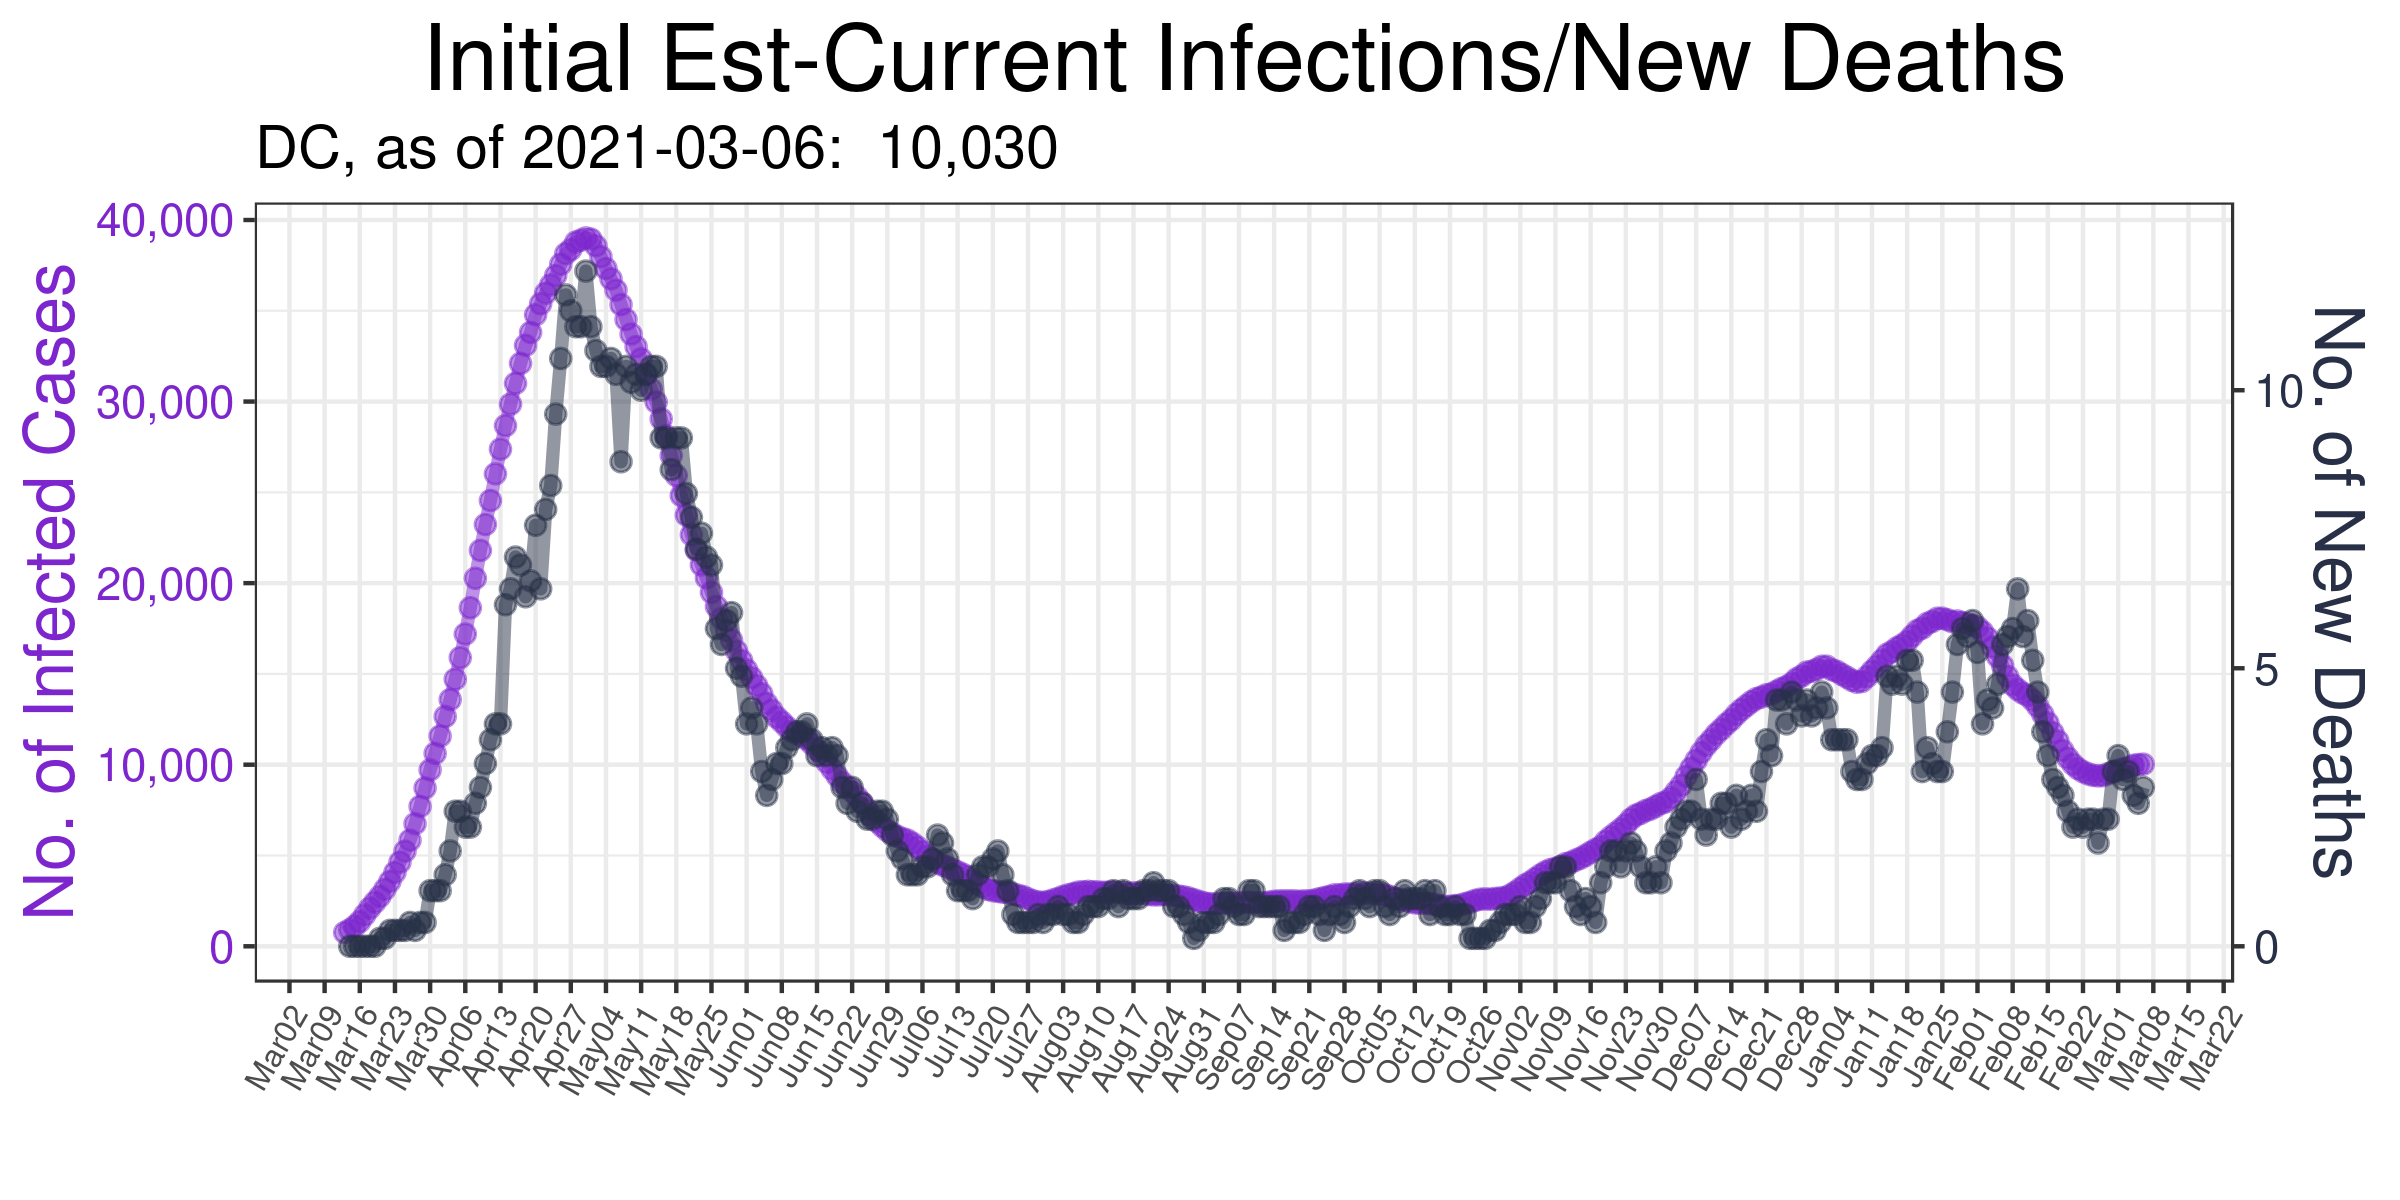 Initial Est-Current Infections/New Deaths
DC, as of 2021-03-06: 10,030
No. of Infected Cases
40,000
30,000
20,000
10,000
0
No. of New Deaths
10
5
0
Mar02
Mar09
Mar16
Mar23
Mar30
Apr06
Apr13
Apr20
Apr27
May04
May11
May18
May25
Jun01
Jun08
Jun15
Jun22
Jun29
Jul06
Jul13
Jul20
Jul27
Aug03
Aug10
Aug17
Aug24
Aug31
Sep07
Sep14
Sep21
Sep28
Oct05
Oct12
Oct19
Oct26
Nov02
Nov09
Nov16
Nov23
Nov30
Dec07
Dec14
Dec21
Dec28
Jan04
Jan11
Jan18
Jan25
Feb01
Feb08
Feb15
Feb22
Mar01
Mar08
Mar15
Mar22